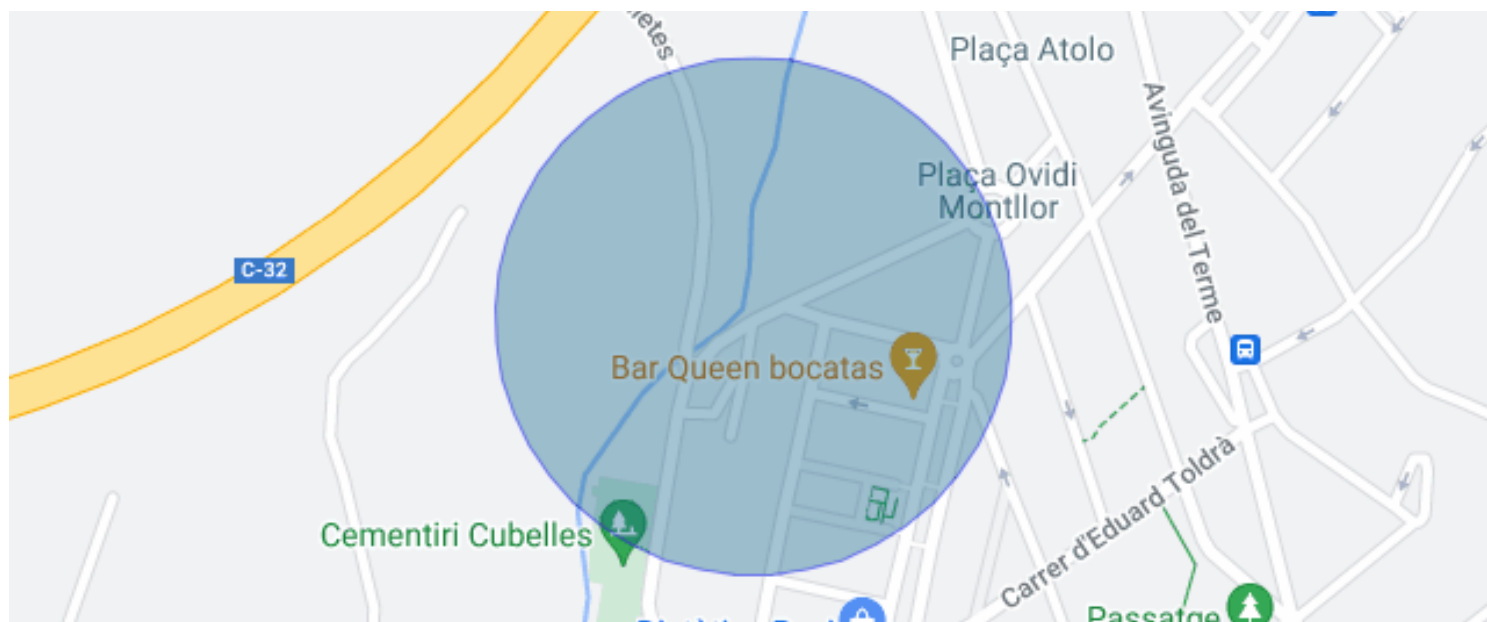 Plaça Atolo
Avinguda del Terme
Plaça Ovidi
Montllor
C-32
Bar Queen bocatas
Carrer d'Eduard Toldrà
Cementiri Cubelles
Passatge